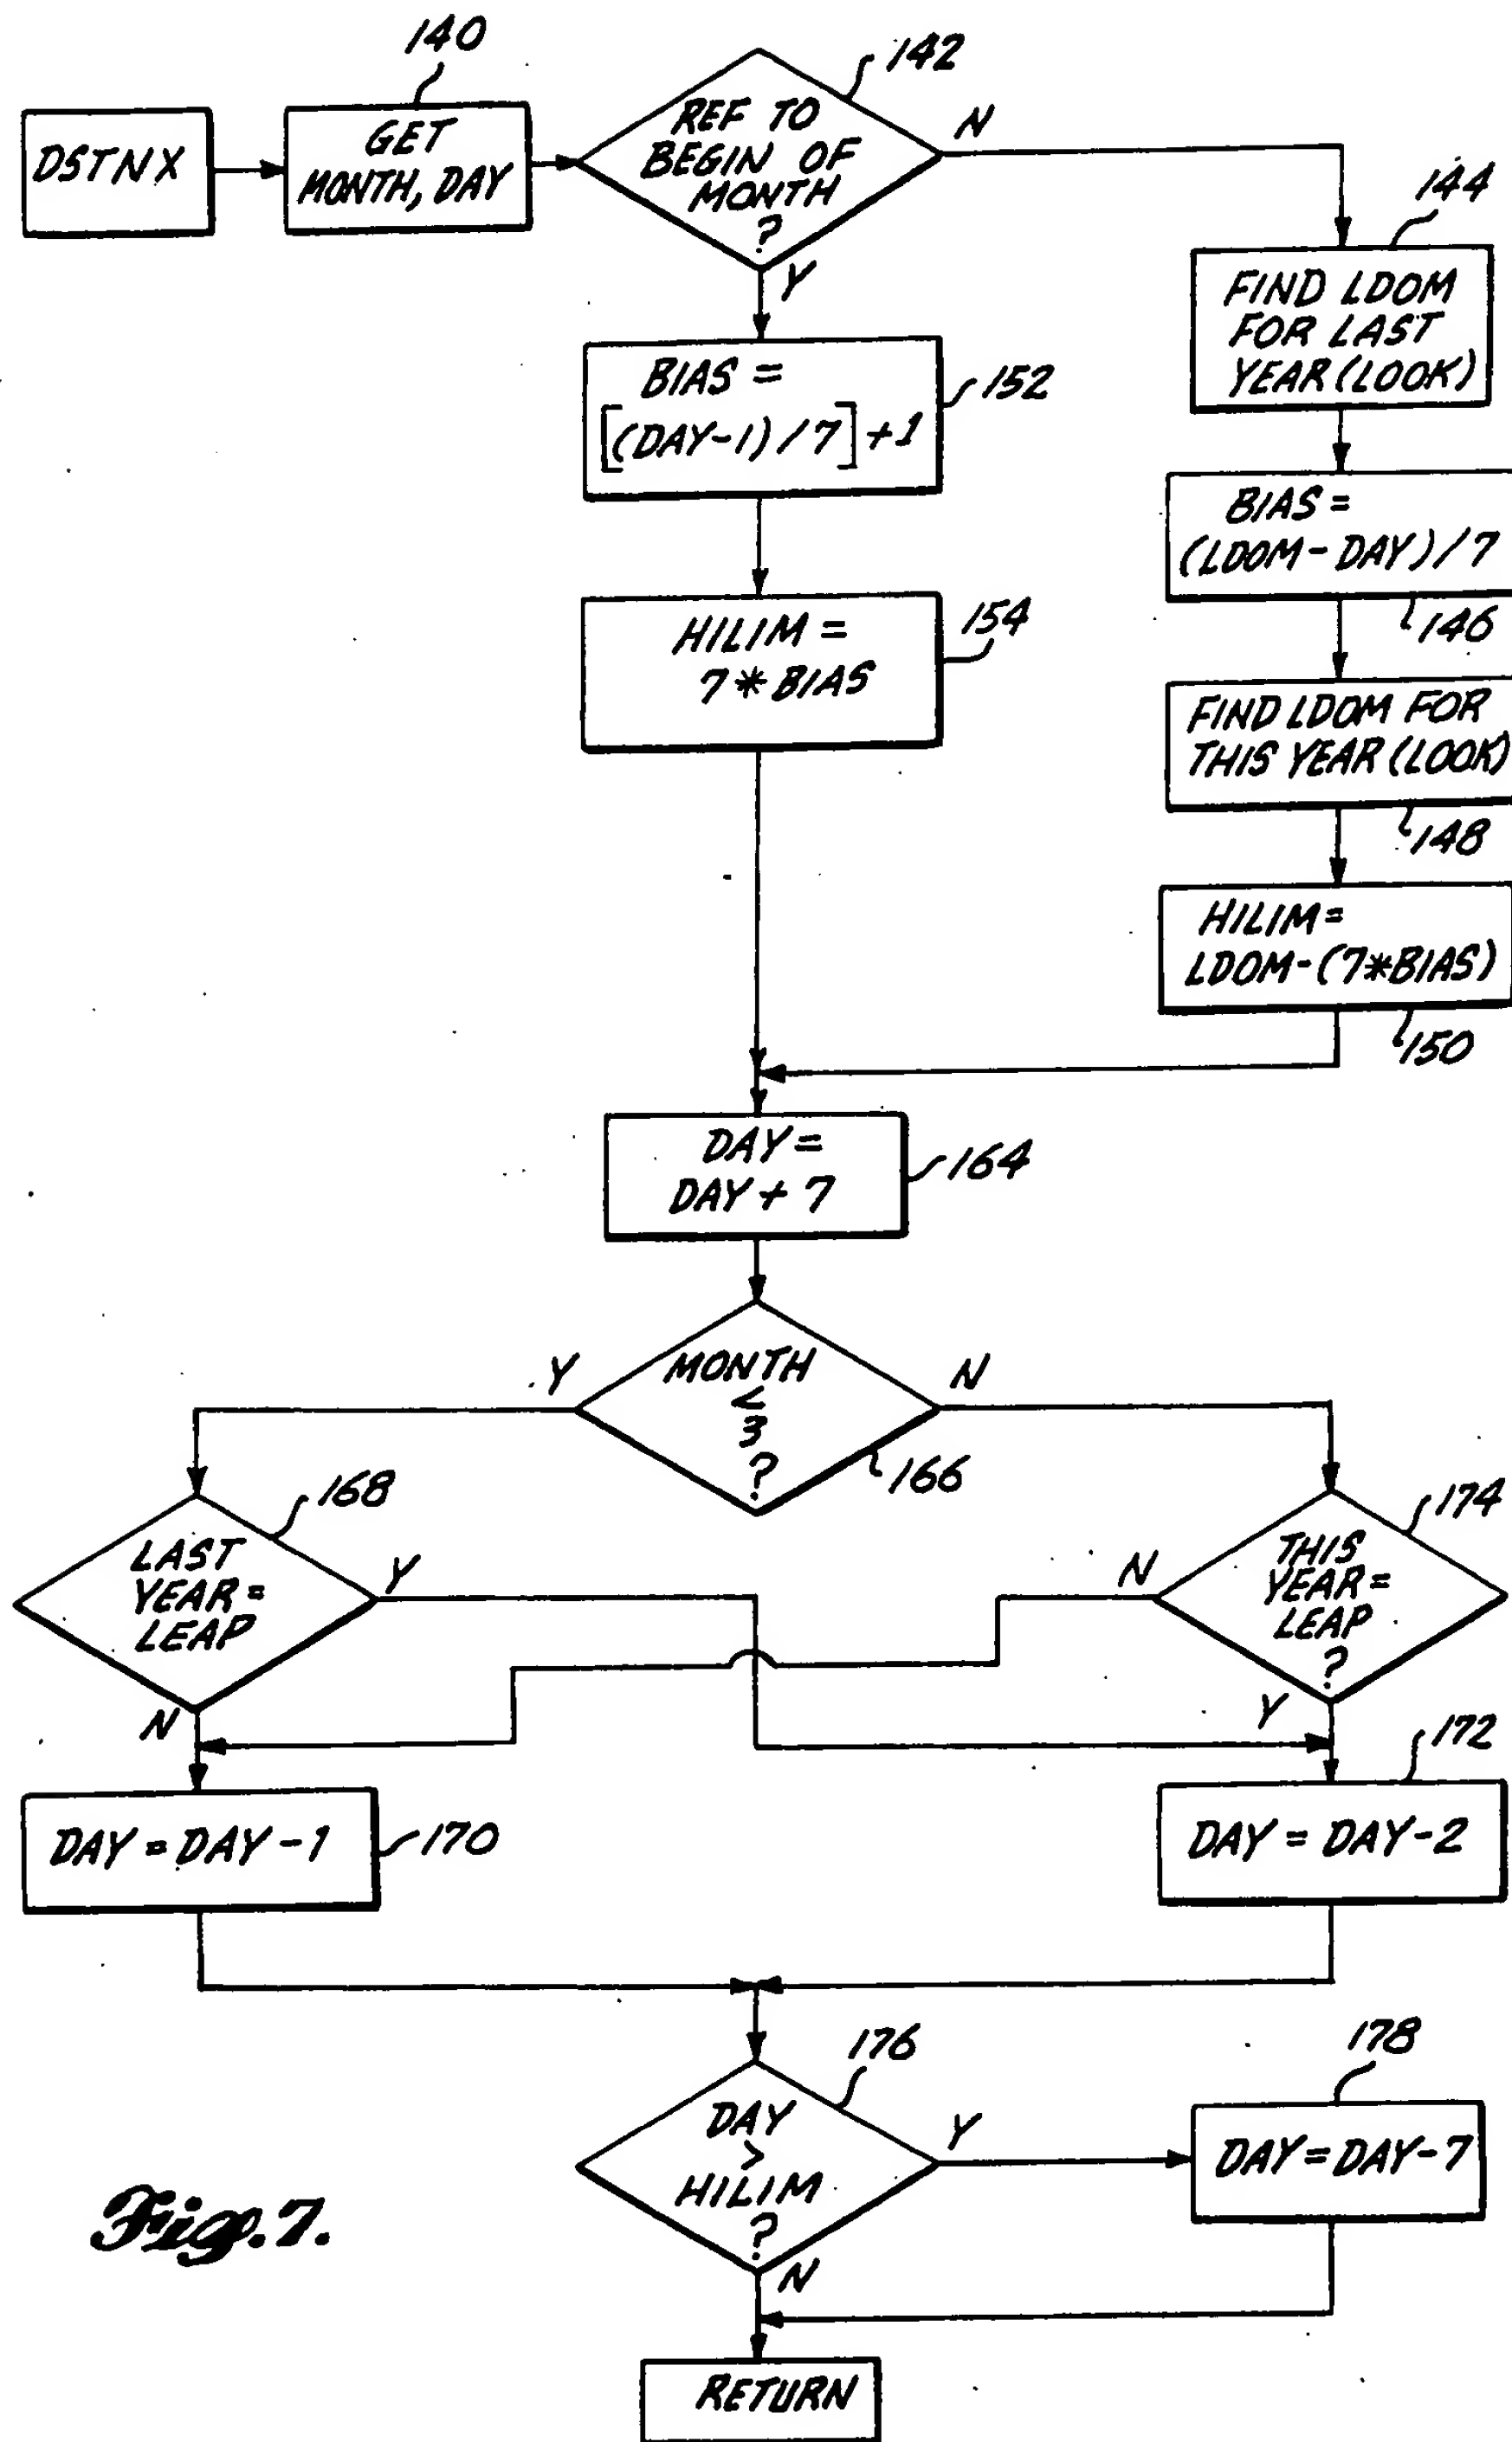 140
142
DSTNX
GET
MONTH, DAY
REF TO
BEGIN OF
MONTH
?
N
Y
144
FIND LDOM
FOR LAST
YEAR (LOOK)
BIAS =
[(DAY-1)/7]+1
152
BIAS =
(LDOM-DAY)/7
146
HILIM =
7*BIAS
154
FIND LDOM FOR
THIS YEAR (LOOK)
148
HILIM =
LDOM-(7*BIAS)
150
DAY =
DAY + 7
164
MONTH
<
3
?
Y
N
166
168
LAST
YEAR =
LEAP
Y
N
174
THIS
YEAR =
LEAP
?
N
Y
DAY = DAY-1
170
172
DAY = DAY-2
176
DAY
>
HILIM
?
Y
N
178
DAY = DAY-7
RETURN
Fig. 7.